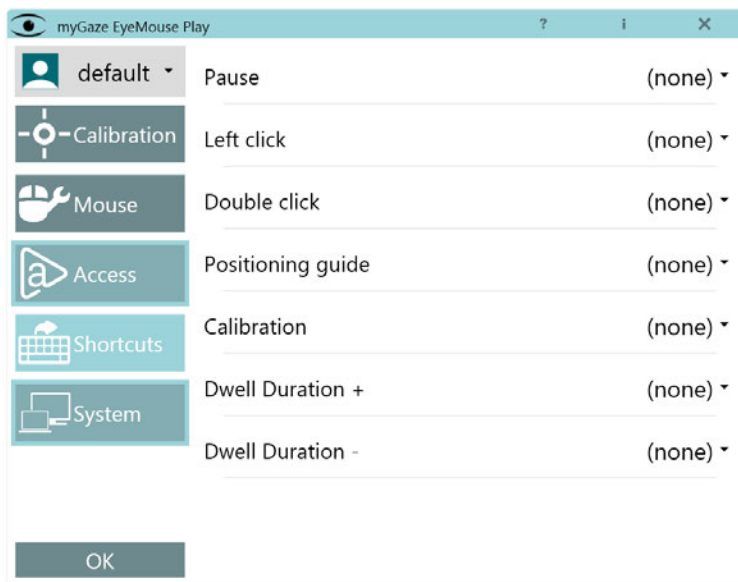 myGaze EyeMouse Play ? i ✕
default
Pause (none)
Calibration
Left click (none)
Mouse
Double click (none)
Access
Positioning guide (none)
Shortcuts
Calibration (none)
System
Dwell Duration + (none)
Dwell Duration - (none)
OK